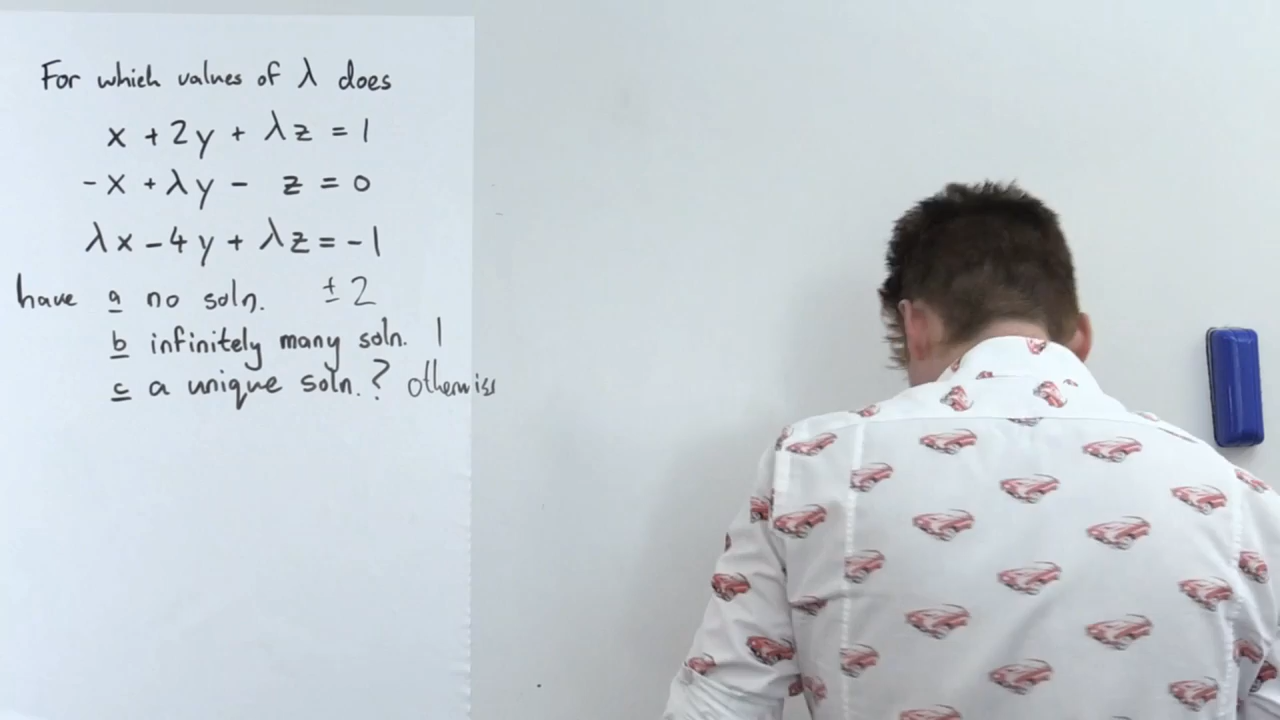 For which values of λ does
x + 2y + λz = 1
-x + λy - z = 0
λx - 4y + λz = -1
have a no soln. ± 2
b infinitely many soln. 1
c a unique soln. ? otherwise